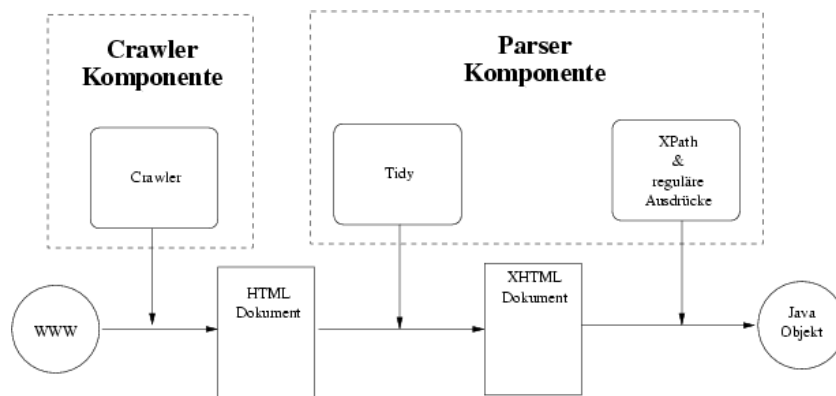 Crawler
Komponente
Parser
Komponente
Crawler
Tidy
XPath
&
reguläre
Ausdrücke
WWW
HTML
Dokument
XHTML
Dokument
Java
Objekt